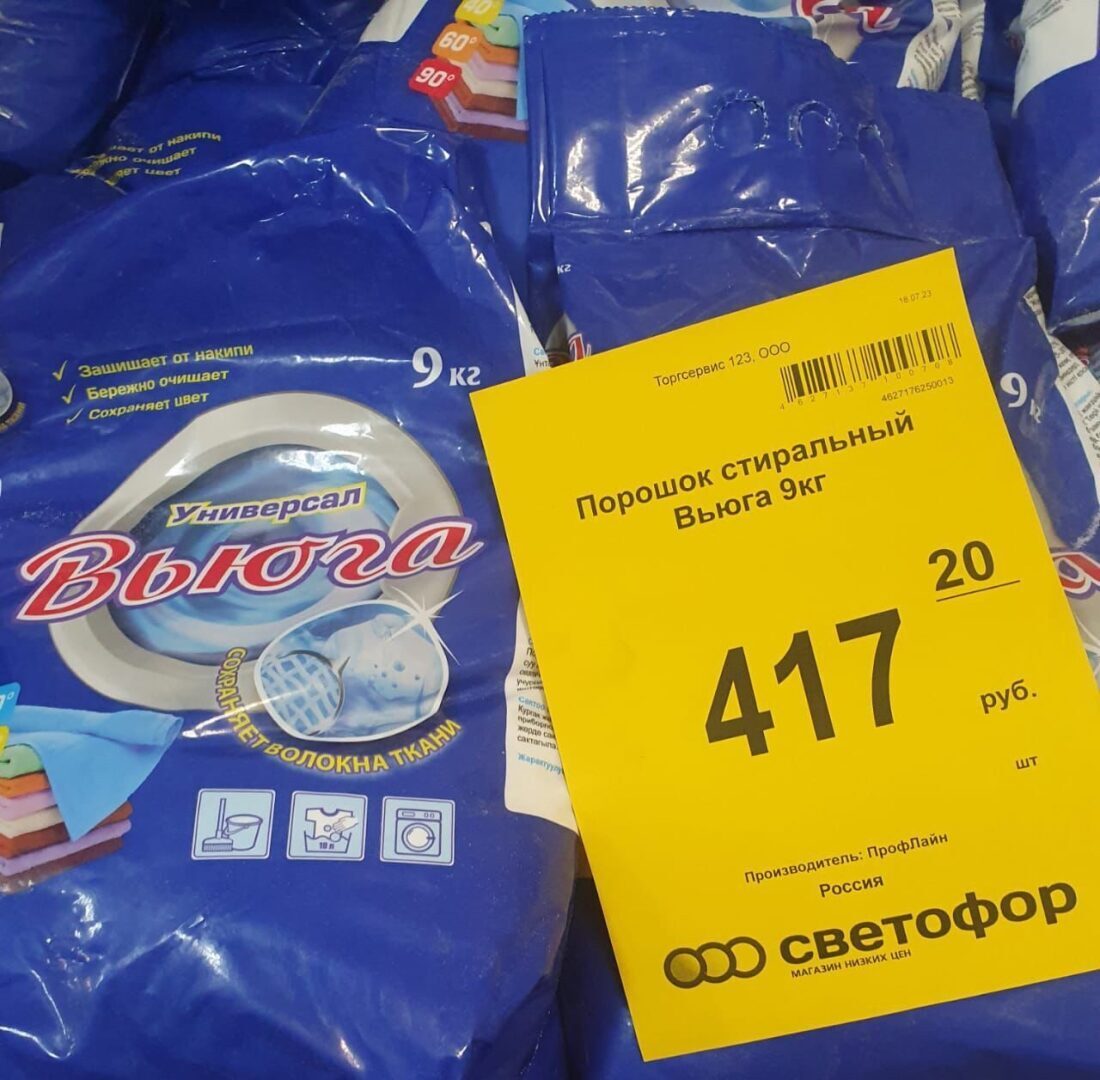 40°
60°
90°
Защищает от накипи
Бережно очищает
Сохраняет цвет
9 кг
Универсал
Вьюга
СОХРАНЯЕТ ВОЛОКНА ТКАНИ
10 л
18.07.23
Торгсервис 123, ООО
4627137100708
4627176250013
Порошок стиральный
Вьюга 9кг
417
20
руб.
шт
Производитель: ПрофЛайн
Россия
светофор
МАГАЗИН НИЗКИХ ЦЕН